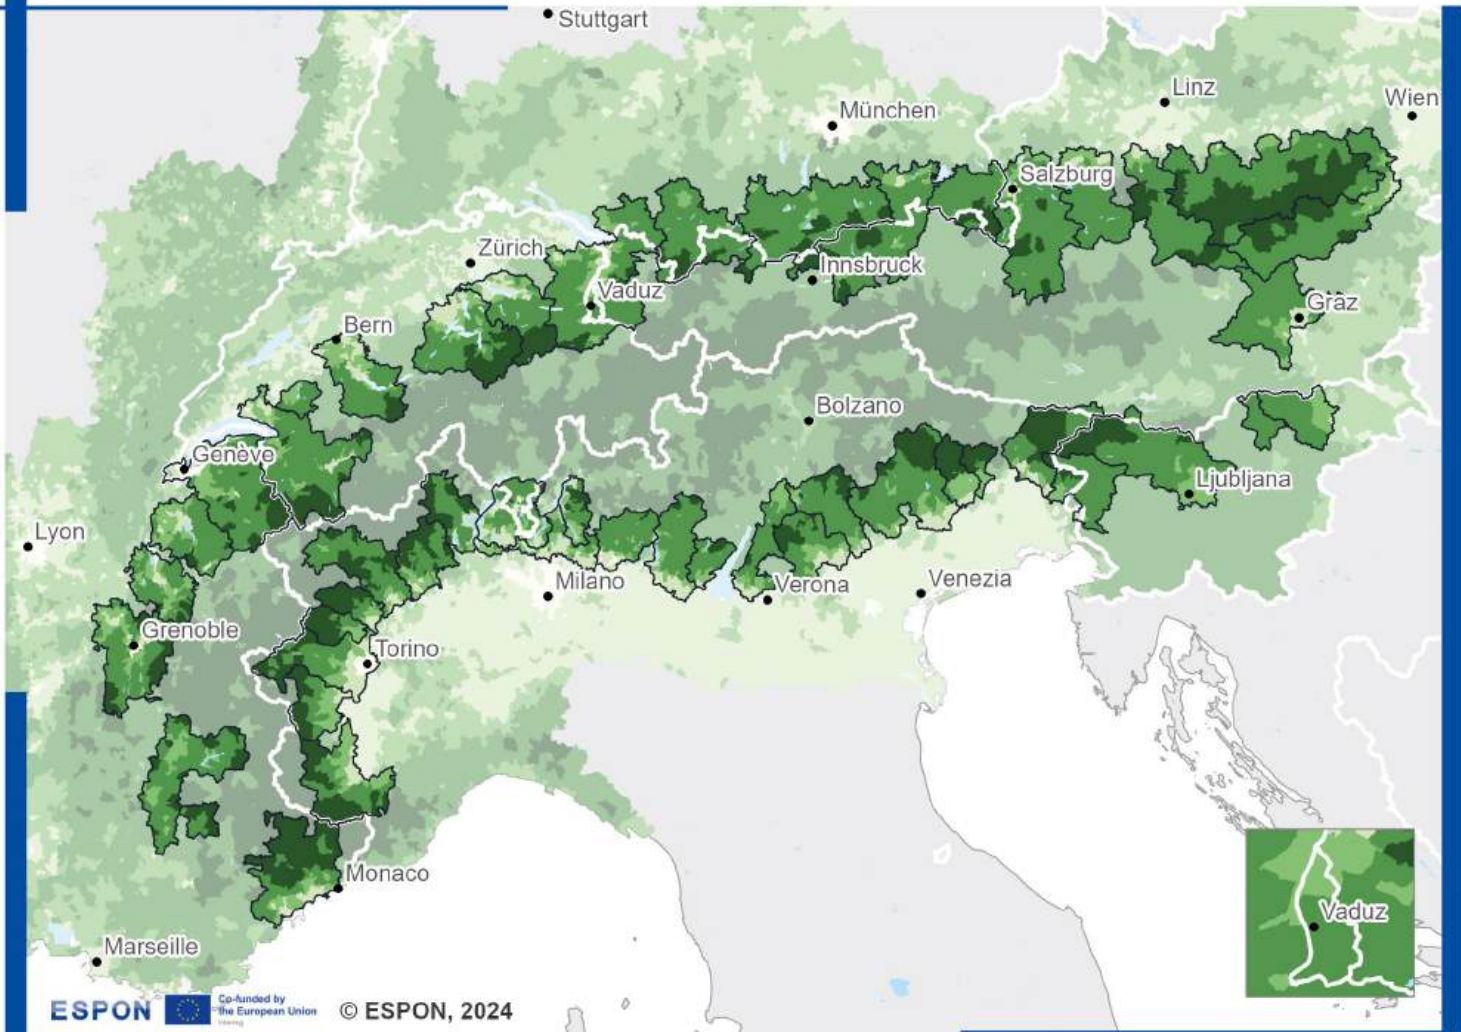 Stuttgart
Linz
Wien
München
Salzburg
Zürich
Innsbruck
Vaduz
Graz
Bern
Bolzano
Genève
Ljubljana
Lyon
Milano
Verona
Venezia
Grenoble
Torino
Monaco
Vaduz
Marseille
ESPON
Co-funded by
the European Union
Interreg
© ESPON, 2024